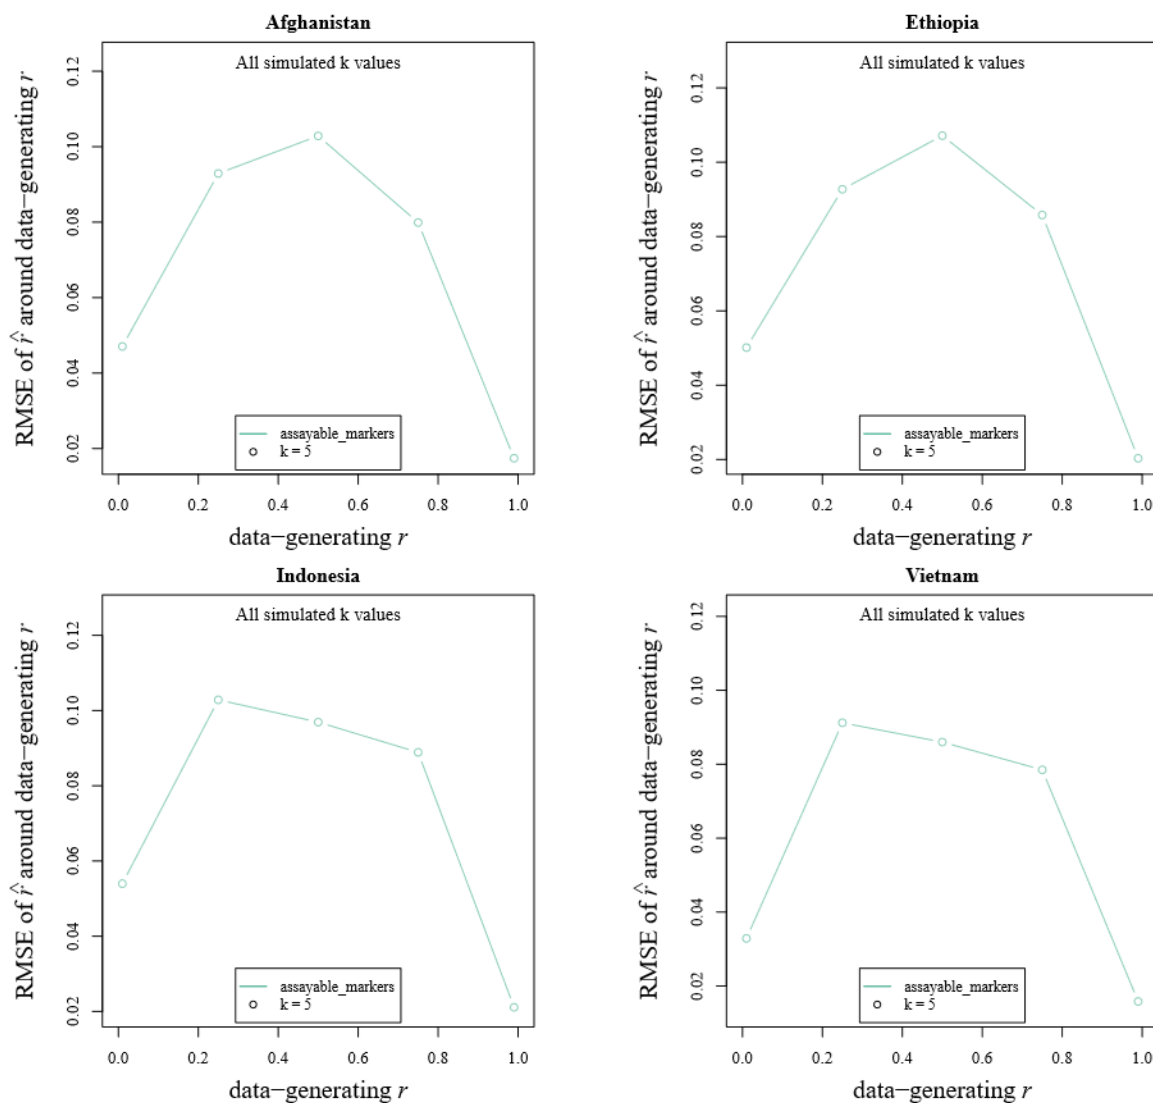 Afghanistan
All simulated k values
RMSE of r̂ around data−generating r
0.12
0.10
0.08
0.06
0.04
0.02
assayable_markers
k = 5
0.0 0.2 0.4 0.6 0.8 1.0
data−generating r
Ethiopia
All simulated k values
RMSE of r̂ around data−generating r
0.12
0.10
0.08
0.06
0.04
0.02
assayable_markers
k = 5
0.0 0.2 0.4 0.6 0.8 1.0
data−generating r
Indonesia
All simulated k values
RMSE of r̂ around data−generating r
0.12
0.10
0.08
0.06
0.04
0.02
assayable_markers
k = 5
0.0 0.2 0.4 0.6 0.8 1.0
data−generating r
Vietnam
All simulated k values
RMSE of r̂ around data−generating r
0.12
0.10
0.08
0.06
0.04
0.02
assayable_markers
k = 5
0.0 0.2 0.4 0.6 0.8 1.0
data−generating r